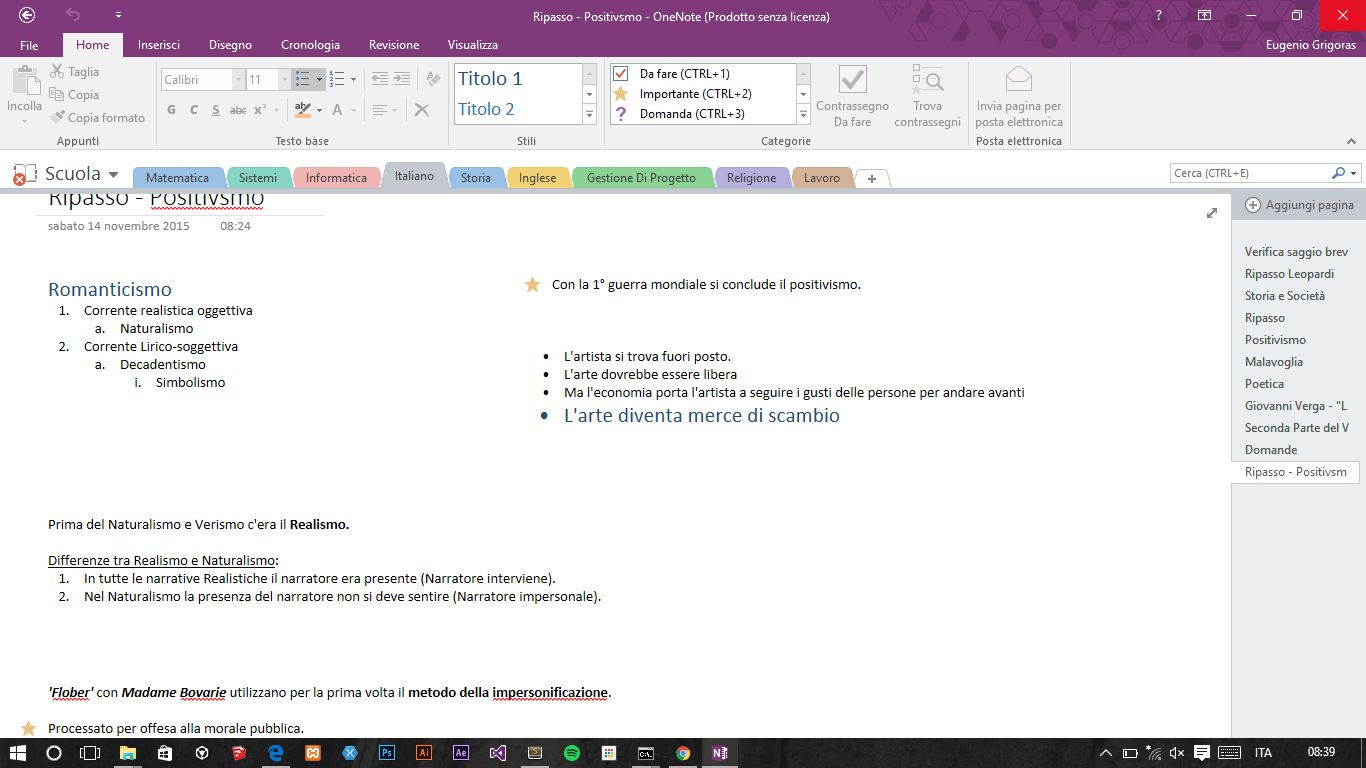 Ripasso - Positivsmo - OneNote (Prodotto senza licenza)
?
File
Home
Inserisci
Disegno
Cronologia
Revisione
Visualizza
Eugenio Grigoras
Incolla
Taglia
Copia
Copia formato
Appunti
Calibri
11
G C S abc x² A
Testo base
Titolo 1
Titolo 2
Stili
Da fare (CTRL+1)
Importante (CTRL+2)
? Domanda (CTRL+3)
Categorie
Contrassegno
Da fare
Trova
contrassegni
Invia pagina per
posta elettronica
Posta elettronica
Scuola
Matematica
Sistemi
Informatica
Italiano
Storia
Inglese
Gestione Di Progetto
Religione
Lavoro
+
Cerca (CTRL+E)
Ripasso - Positivsmo
sabato 14 novembre 2015 08:24
Romanticismo
1. Corrente realistica oggettiva
a. Naturalismo
2. Corrente Lirico-soggettiva
a. Decadentismo
i. Simbolismo
Con la 1° guerra mondiale si conclude il positivismo.
• L'artista si trova fuori posto.
• L'arte dovrebbe essere libera
• Ma l'economia porta l'artista a seguire i gusti delle persone per andare avanti
• L'arte diventa merce di scambio
Prima del Naturalismo e Verismo c'era il Realismo.
Differenze tra Realismo e Naturalismo:
1. In tutte le narrative Realistiche il narratore era presente (Narratore interviene).
2. Nel Naturalismo la presenza del narratore non si deve sentire (Narratore impersonale).
'Flober' con Madame Bovarie utilizzano per la prima volta il metodo della impersonificazione.
Processato per offesa alla morale pubblica.
Aggiungi pagina
Verifica saggio brev
Ripasso Leopardi
Storia e Società
Ripasso
Positivismo
Malavoglia
Poetica
Giovanni Verga - "L
Seconda Parte del V
Domande
Ripasso - Positivsm
Ps
Ai
Ae
S
C:\
N
ITA
08:39